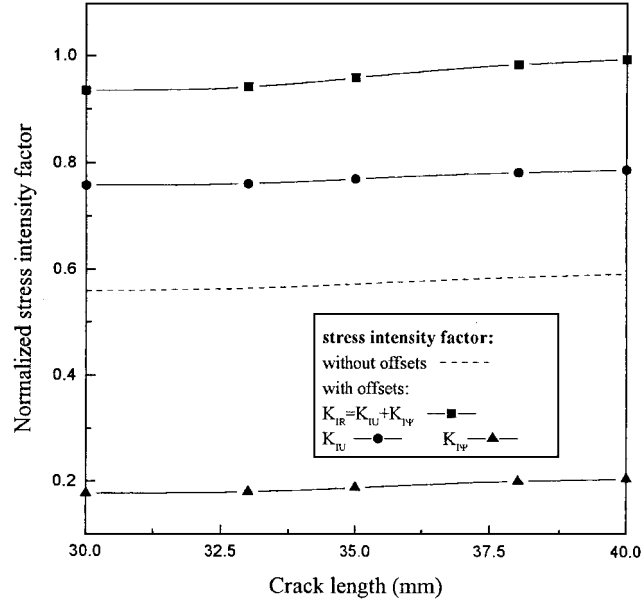 1.0
0.8
0.6
0.4
0.2
Normalized stress intensity factor
stress intensity factor:
without offsets
with offsets:
K_IR=K_IU+K_IΨ
K_IU K_IΨ
30.0 32.5 35.0 37.5 40.0
Crack length (mm)